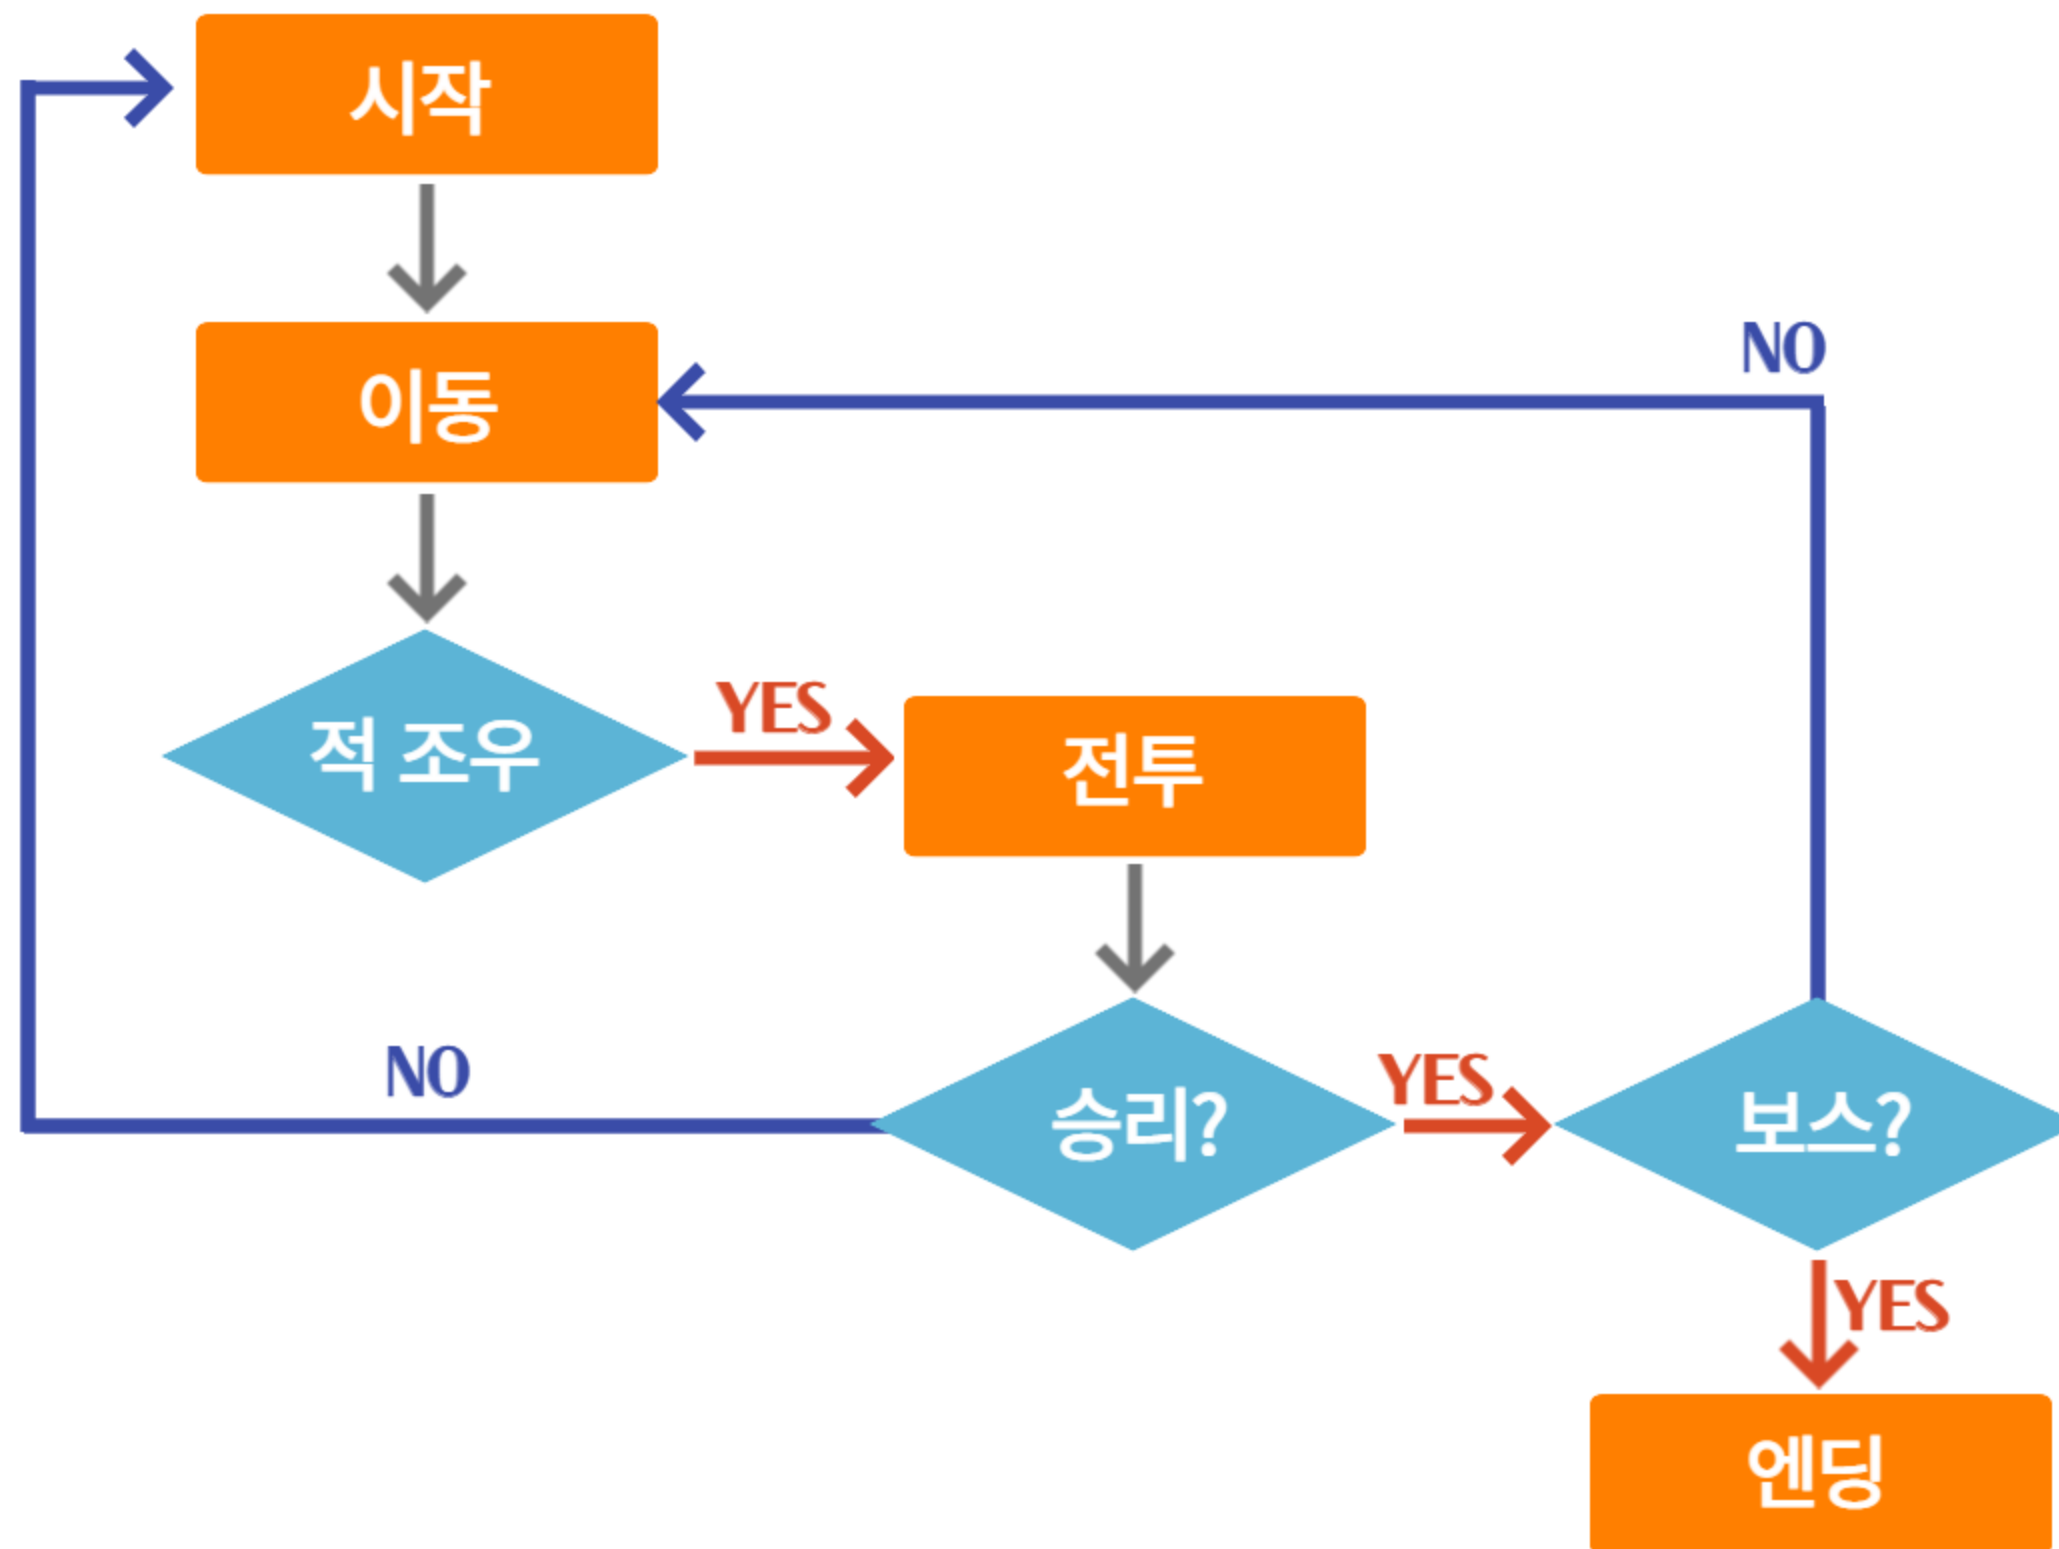 시작
이동
NO
적 조우
YES
전투
NO
승리?
YES
보스?
YES
엔딩